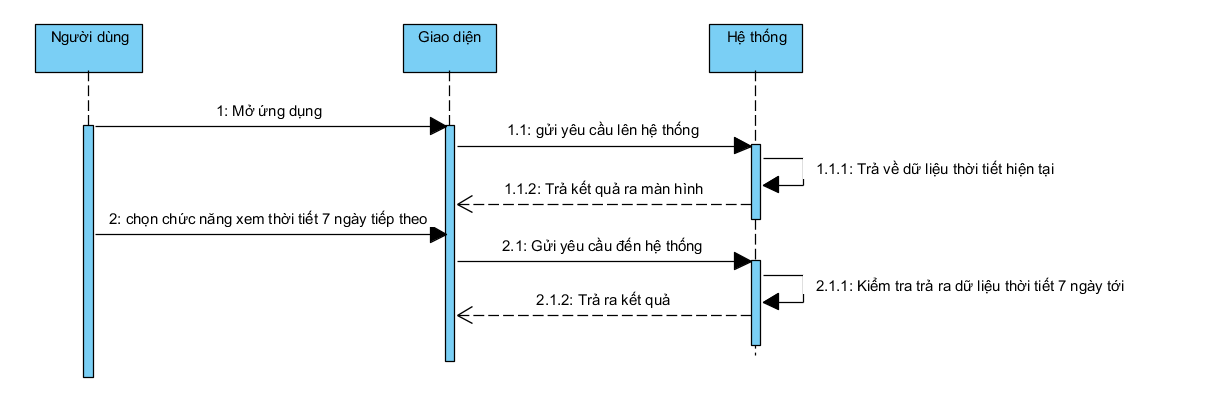 Người dùng
Giao diện
Hệ thống
1: Mở ứng dụng
1.1: gửi yêu cầu lên hệ thống
1.1.1: Trả về dữ liệu thời tiết hiện tại
1.1.2: Trả kết quả ra màn hình
2: chọn chức năng xem thời tiết 7 ngày tiếp theo
2.1: Gửi yêu cầu đến hệ thống
2.1.1: Kiểm tra trả ra dữ liệu thời tiết 7 ngày tới
2.1.2: Trả ra kết quả